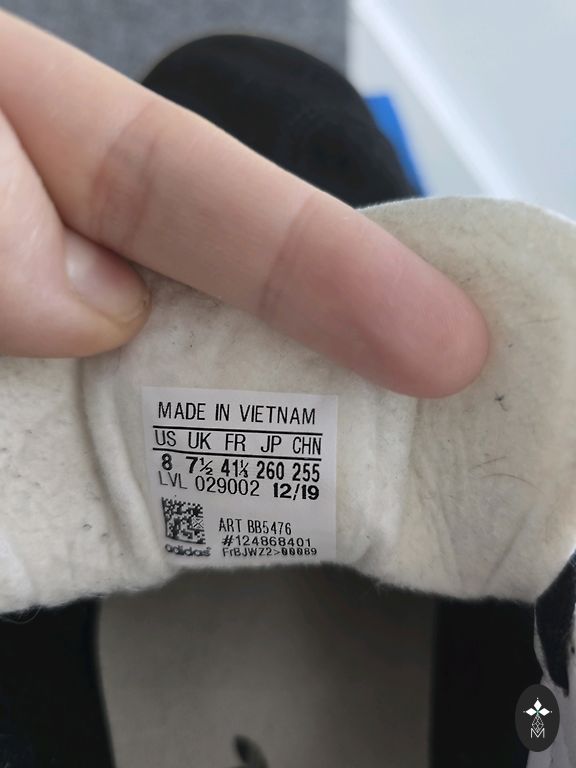 MADE IN VIETNAM
US UK FR JP CHN
8 7½ 41⅓ 260 255
LVL 029002 12/19
ART BB5476
#124868401
adidas FrBJWZ2>00089
M